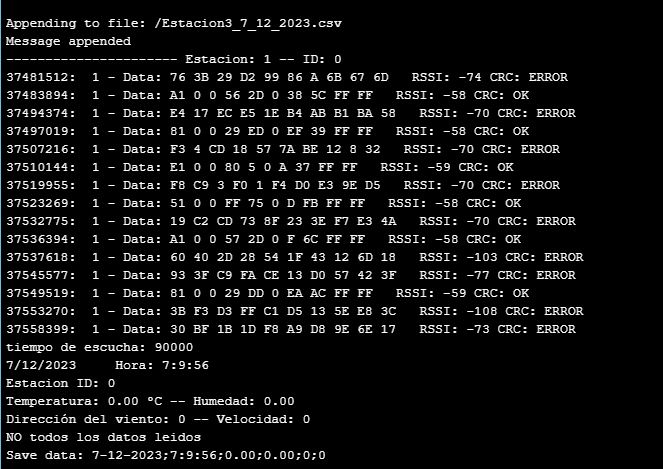 Appending to file: /Estacion3_7_12_2023.csv
Message appended
---------------------- Estacion: 1 -- ID: 0
37481512:  1 - Data: 76 3B 29 D2 99 86 A 6B 67 6D   RSSI: -74 CRC: ERROR
37483894:  1 - Data: A1 0 0 56 2D 0 38 5C FF FF   RSSI: -58 CRC: OK
37494374:  1 - Data: E4 17 EC E5 1E B4 AB B1 BA 58   RSSI: -70 CRC: ERROR
37497019:  1 - Data: 81 0 0 29 ED 0 EF 39 FF FF   RSSI: -58 CRC: OK
37507216:  1 - Data: F3 4 CD 18 57 7A BE 12 8 32   RSSI: -70 CRC: ERROR
37510144:  1 - Data: E1 0 0 80 5 0 A 37 FF FF   RSSI: -59 CRC: OK
37519955:  1 - Data: F8 C9 3 F0 1 F4 D0 E3 9E D5   RSSI: -70 CRC: ERROR
37523269:  1 - Data: 51 0 0 FF 75 0 D FB FF FF   RSSI: -58 CRC: OK
37532775:  1 - Data: 19 C2 CD 73 8F 23 3E F7 E3 4A   RSSI: -70 CRC: ERROR
37536394:  1 - Data: A1 0 0 57 2D 0 F 6C FF FF   RSSI: -58 CRC: OK
37537618:  1 - Data: 60 40 2D 28 54 1F 43 12 6D 18   RSSI: -103 CRC: ERROR
37545577:  1 - Data: 93 3F C9 FA CE 13 D0 57 42 3F   RSSI: -77 CRC: ERROR
37549519:  1 - Data: 81 0 0 29 DD 0 EA AC FF FF   RSSI: -59 CRC: OK
37553270:  1 - Data: 3B F3 D3 FF C1 D5 13 5E E8 3C   RSSI: -108 CRC: ERROR
37558399:  1 - Data: 30 BF 1B 1D F8 A9 D8 9E 6E 17   RSSI: -73 CRC: ERROR
tiempo de escucha: 90000
7/12/2023     Hora: 7:9:56
Estacion ID: 0
Temperatura: 0.00 °C -- Humedad: 0.00
Dirección del viento: 0 -- Velocidad: 0
NO todos los datos leidos
Save data: 7-12-2023;7:9:56;0.00;0.00;0;0